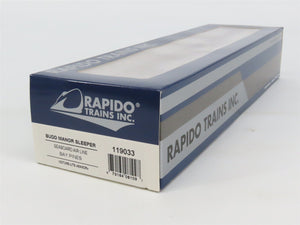 RAPIDO
TRAINS INC.
BUDD MANOR SLEEPER
SEABOARD AIR LINE
BAY PINES
119033
RAPIDO TRAINS INC.